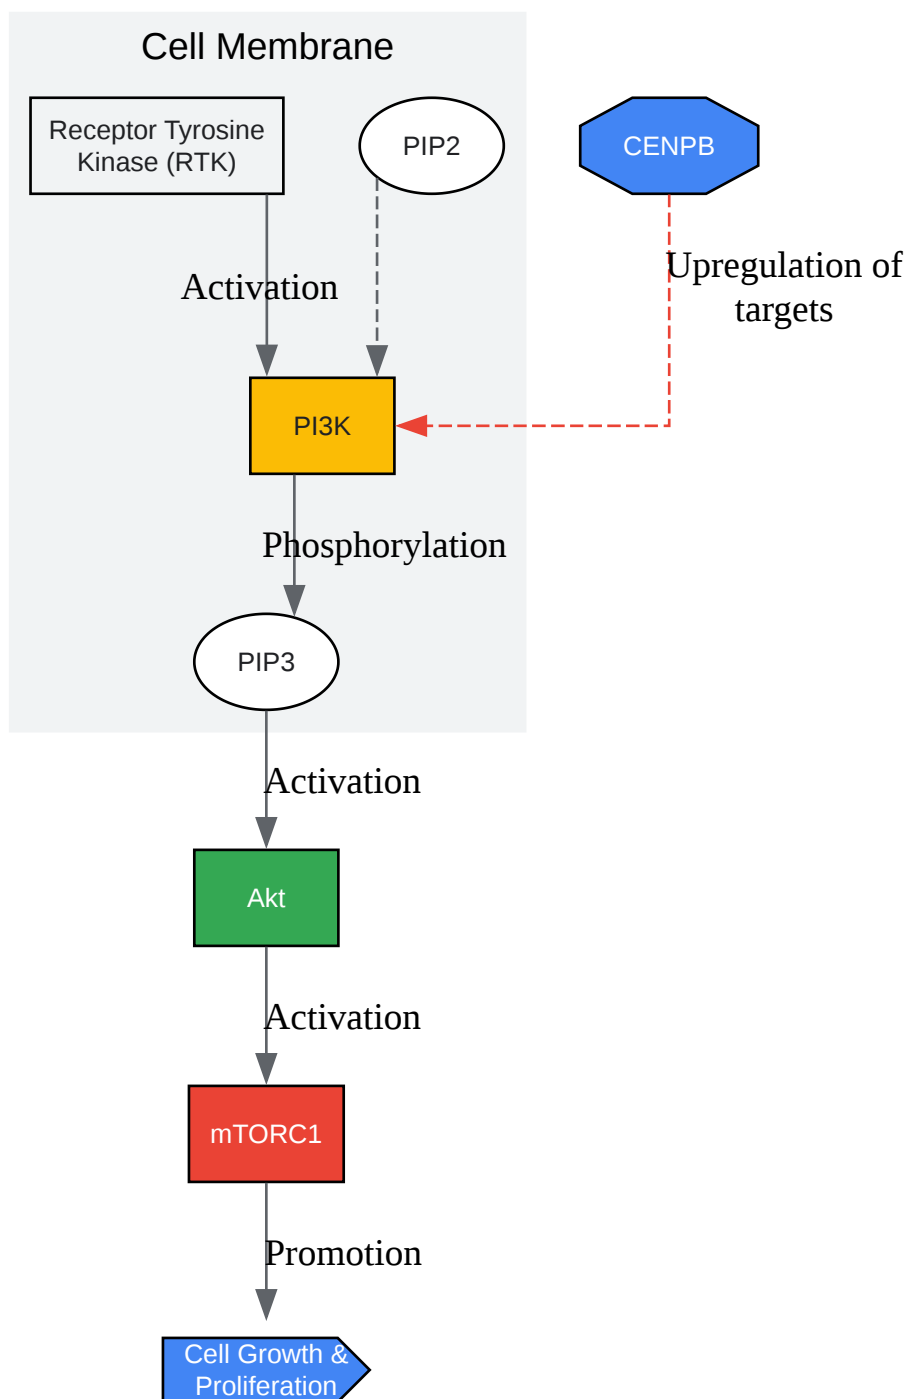 Cell Membrane
Receptor Tyrosine
Kinase (RTK)
PIP2
CENPB
Activation
Upregulation of
targets
PI3K
Phosphorylation
PIP3
Activation
Akt
Activation
mTORC1
Promotion
Cell Growth &
Proliferation